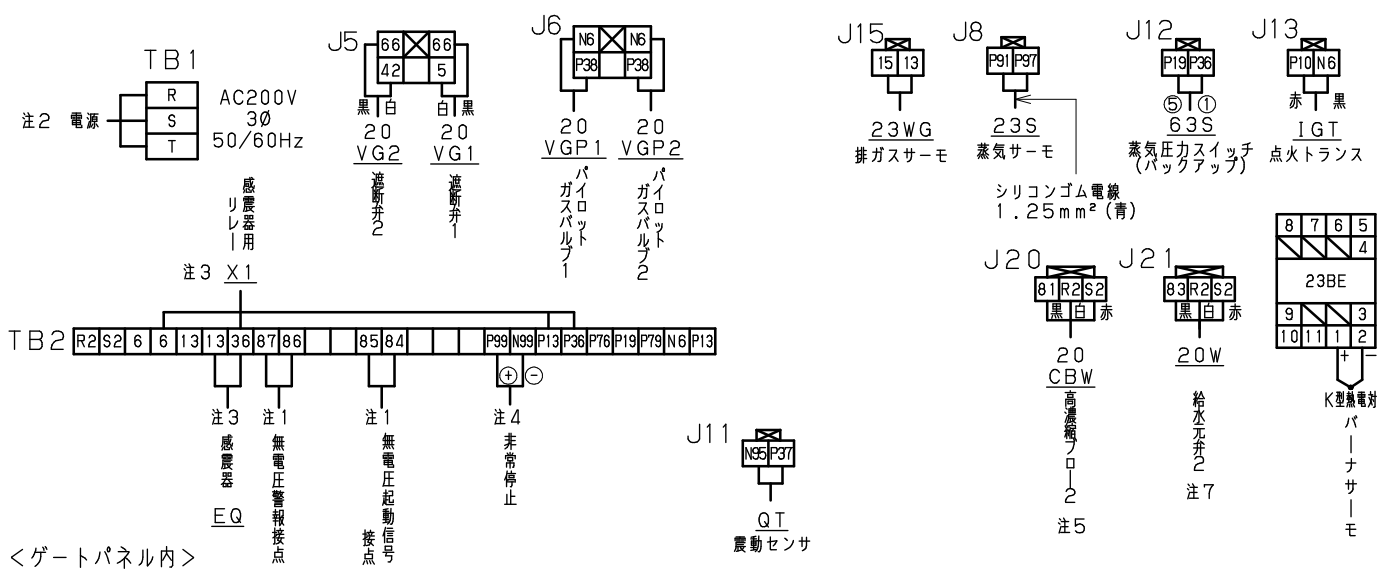 TB1
R
S
T
注2 電源
AC200V
3Ø
50/60Hz
J5
66 66
42 5
黒 白 白 黒
20 20
VG2 VG1
遮断弁2
遮断弁1
J6
N6 N6
P38 P38
20 20
VGP1 VGP2
パイロット
ガスバルブ1
パイロット
ガスバルブ2
J15
15 13
23WG
排ガスサーモ
J8
P91 P97
23S
蒸気サーモ
シリコンゴム電線
1.25mm² (青)
J12
P19 P36
⑤ ①
63S
蒸気圧力スイッチ
(バックアップ)
J13
P10 N6
赤 黒
IGT
点火トランス
感震器用
リレー
注3 X1
TB2 R2 S2 6 6 13 13 36 87 86 85 84 P99 N99 P13 P36 P76 P19 P79 N6 P13
+ −
注3
感震器
EQ
注1
無電圧警報接点
注1
無電圧起動信号
接点
注4
非常停止
J11
N95 P37
QT
震動センサ
J20
81 R2 S2
黒 白 赤
20
CBW
高濃縮ブロー2
注5
J21
83 R2 S2
黒 白 赤
20W
給水元弁2
注7
8 7 6 5
4
23BE
9 3
10 11 1 2
+ −
K型熱電対
バーナサーモ
<ゲートパネル内>